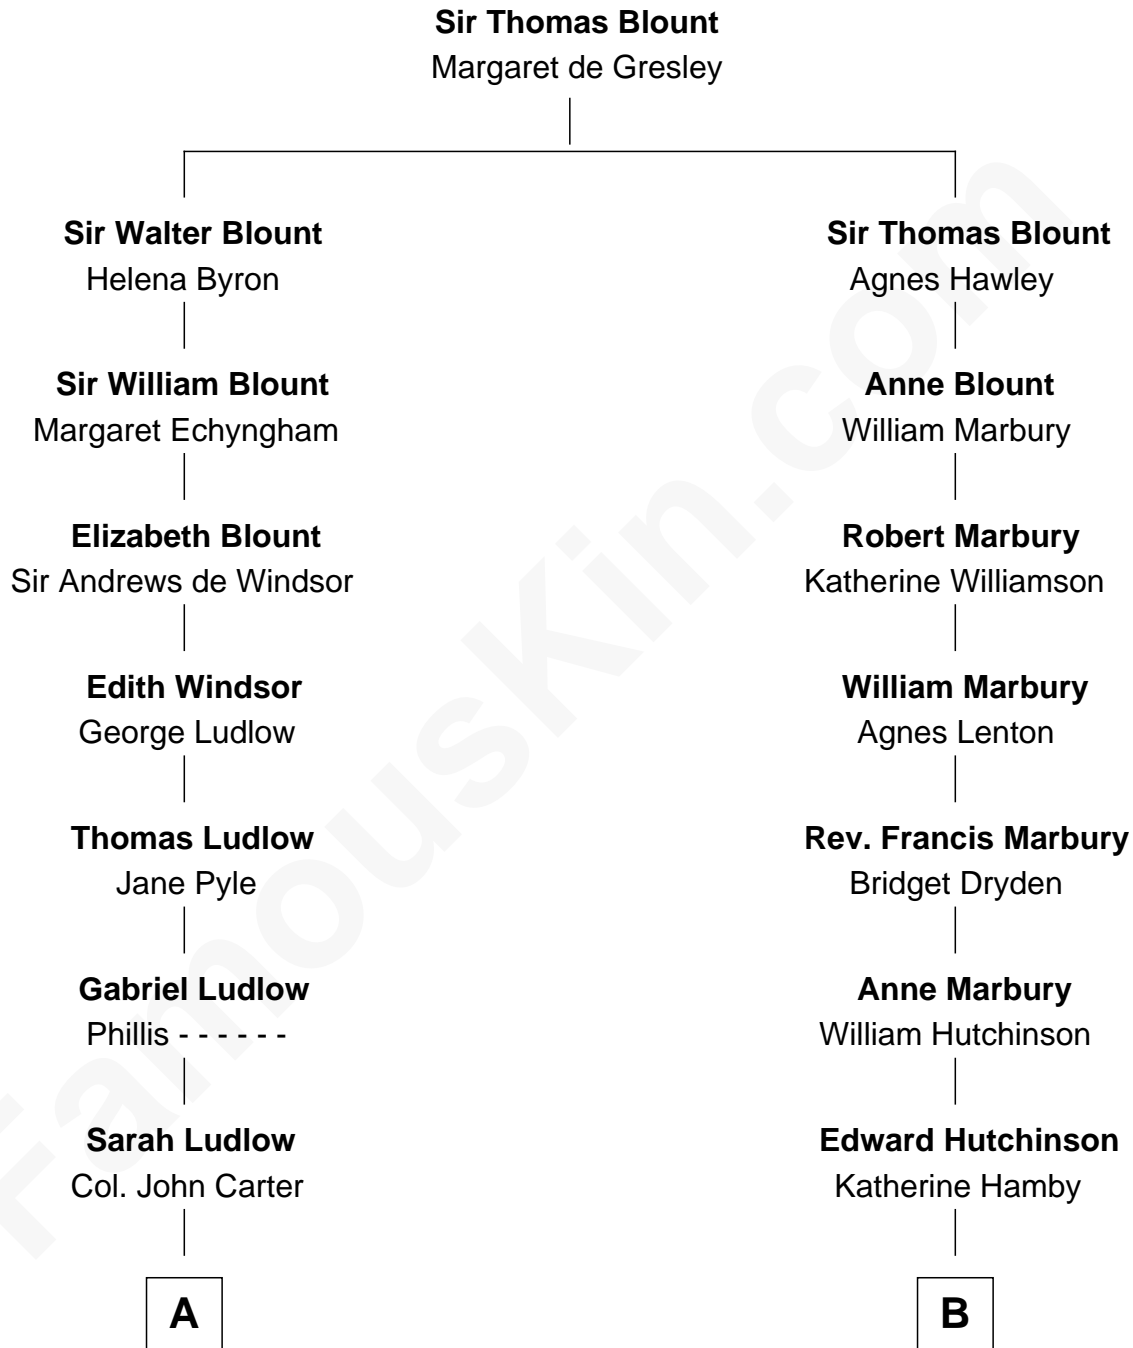 Sir Thomas Blount
Margaret de Gresley
Sir Walter Blount
Helena Byron
Sir William Blount
Margaret Echyngham
Elizabeth Blount
Sir Andrews de Windsor
Edith Windsor
George Ludlow
Thomas Ludlow
Jane Pyle
Gabriel Ludlow
Phillis - - - - - -
Sarah Ludlow
Col. John Carter
A
Sir Thomas Blount
Agnes Hawley
Anne Blount
William Marbury
Robert Marbury
Katherine Williamson
William Marbury
Agnes Lenton
Rev. Francis Marbury
Bridget Dryden
Anne Marbury
William Hutchinson
Edward Hutchinson
Katherine Hamby
B
FamousKin.com